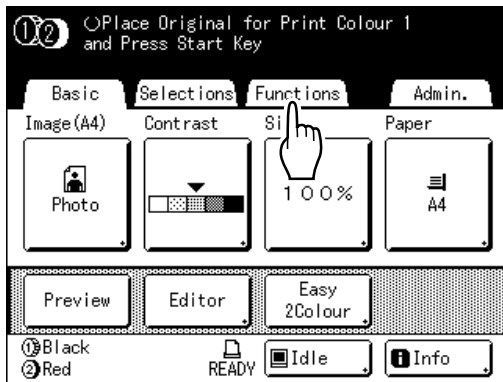 ①② ○Place Original for Print Colour 1
and Press Start Key
Basic Selections Functions Admin.
Image(A4) Contrast Si Paper
Photo 100% A4
Preview Editor Easy
2Colour
①Black
②Red READY Idle Info